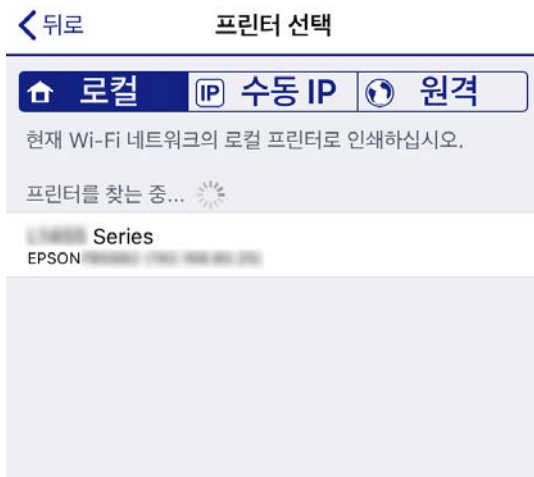 뒤로 프린터 선택
로컬 IP 수동 IP 원격
현재 Wi-Fi 네트워크의 로컬 프린터로 인쇄하십시오.
프린터를 찾는 중...
Series
EPSON